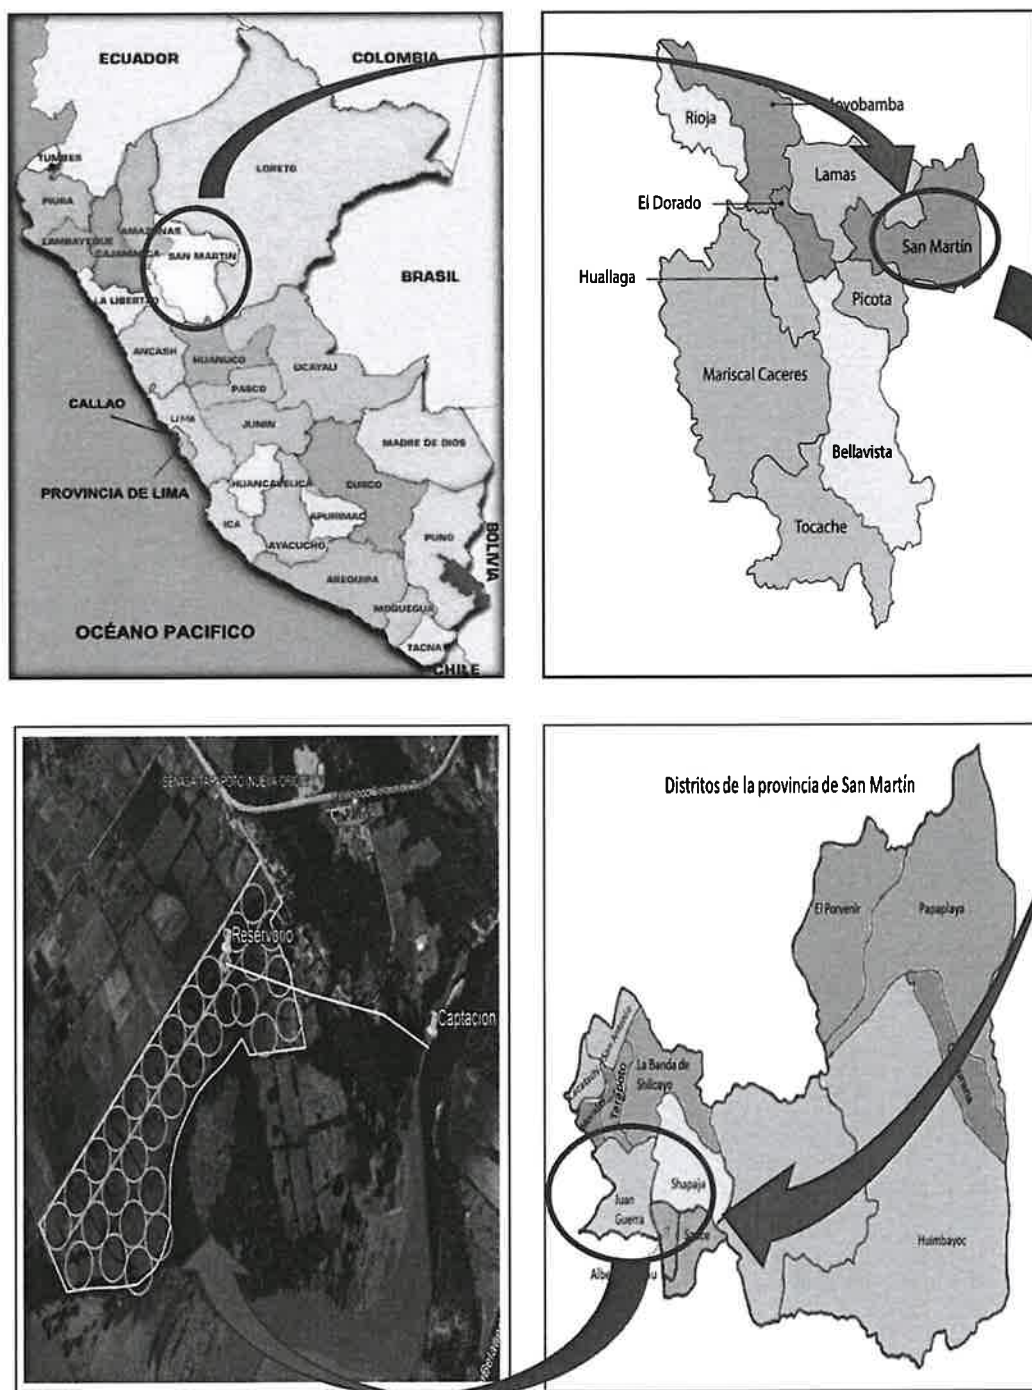 ECUADOR
COLOMBIA
TUMBES
LORETO
PIURA
AMAZONAS
LAMBAYEQUE
CAJAMARCA
SAN MARTIN
BRASIL
LA LIBERTAD
ANCASH
HUANUCO
UCAYALI
PASCO
CALLAO
LIMA
JUNIN
MADRE DE DIOS
PROVINCIA DE LIMA
HUANCAVELICA
CUSCO
ICA
APURIMAC
AYACUCHO
PUNO
BOLIVIA
AREQUIPA
MOQUEGUA
OCÉANO PACIFICO
TACNA
CHILE
oyobamba
Rioja
Lamas
El Dorado
San Martín
Huallaga
Picota
Mariscal Caceres
Bellavista
Tocache
Reservorio
Captacion
Distritos de la provincia de San Martín
El Porvenir
Papaplaya
La Banda de
Shilcayo
Tarapoto
Shapaja
Juan
Guerra
Sauce
Huimbayoc